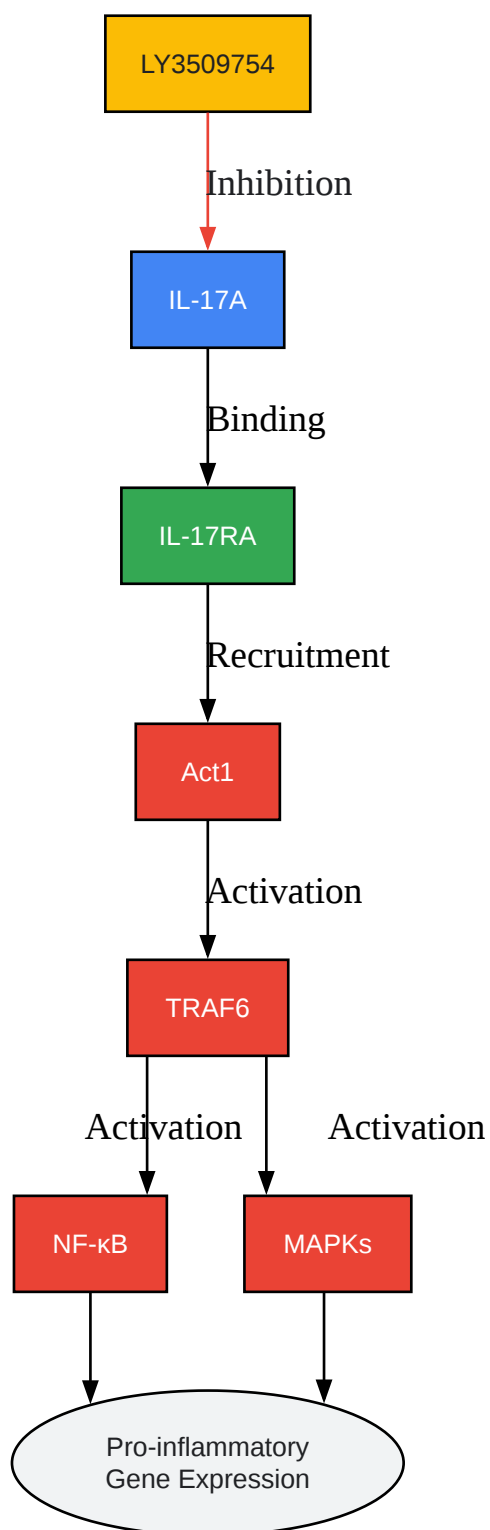 LY3509754
Inhibition
IL-17A
Binding
IL-17RA
Recruitment
Act1
Activation
TRAF6
Activation
Activation
NF-κB
MAPKs
Pro-inflammatory
Gene Expression